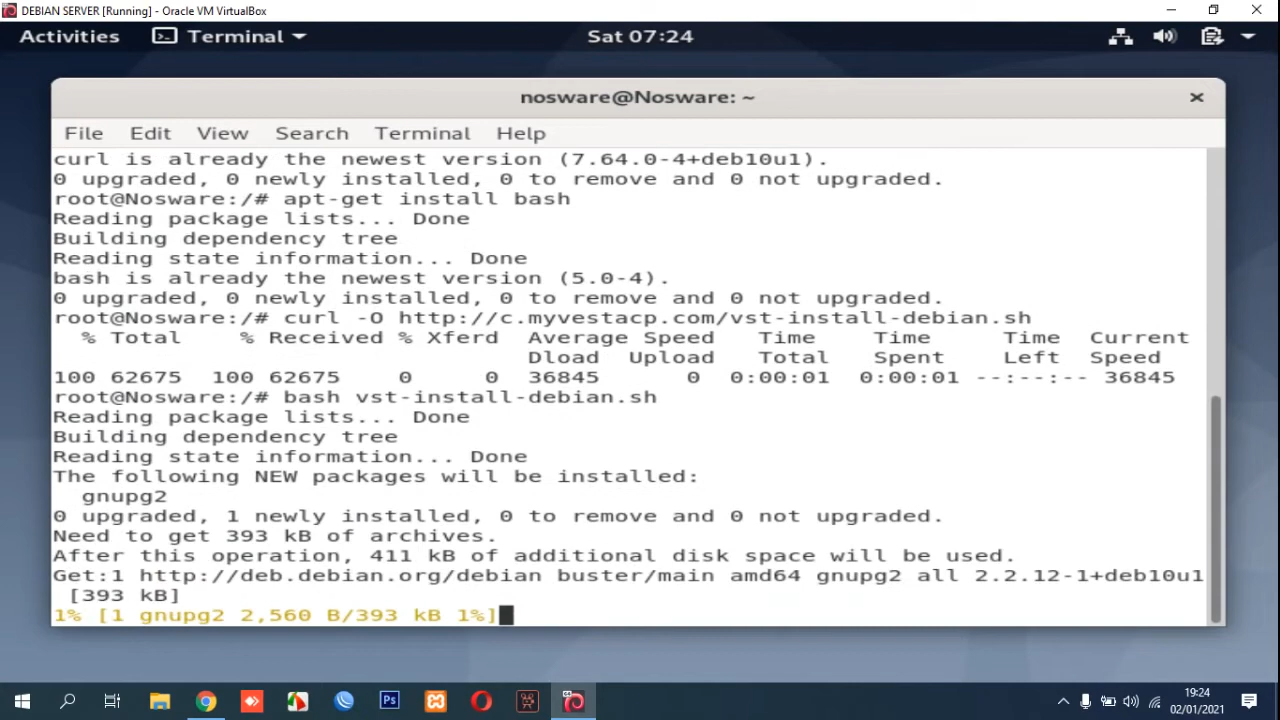 DEBIAN SERVER [Running] - Oracle VM VirtualBox
Activities Terminal Sat 07:24
nosware@Nosware: ~
File Edit View Search Terminal Help
curl is already the newest version (7.64.0-4+deb10u1).
0 upgraded, 0 newly installed, 0 to remove and 0 not upgraded.
root@Nosware:/# apt-get install bash
Reading package lists... Done
Building dependency tree
Reading state information... Done
bash is already the newest version (5.0-4).
0 upgraded, 0 newly installed, 0 to remove and 0 not upgraded.
root@Nosware:/# curl -O http://c.myvestacp.com/vst-install-debian.sh
% Total % Received % Xferd Average Speed Time Time Time Current
Dload Upload Total Spent Left Speed
100 62675 100 62675 0 0 36845 0 0:00:01 0:00:01 --:--:-- 36845
root@Nosware:/# bash vst-install-debian.sh
Reading package lists... Done
Building dependency tree
Reading state information... Done
The following NEW packages will be installed:
gnupg2
0 upgraded, 1 newly installed, 0 to remove and 0 not upgraded.
Need to get 393 kB of archives.
After this operation, 411 kB of additional disk space will be used.
Get:1 http://deb.debian.org/debian buster/main amd64 gnupg2 all 2.2.12-1+deb10u1
[393 kB]
1% [1 gnupg2 2,560 B/393 kB 1%]
Ps
64
19:24
02/01/2021